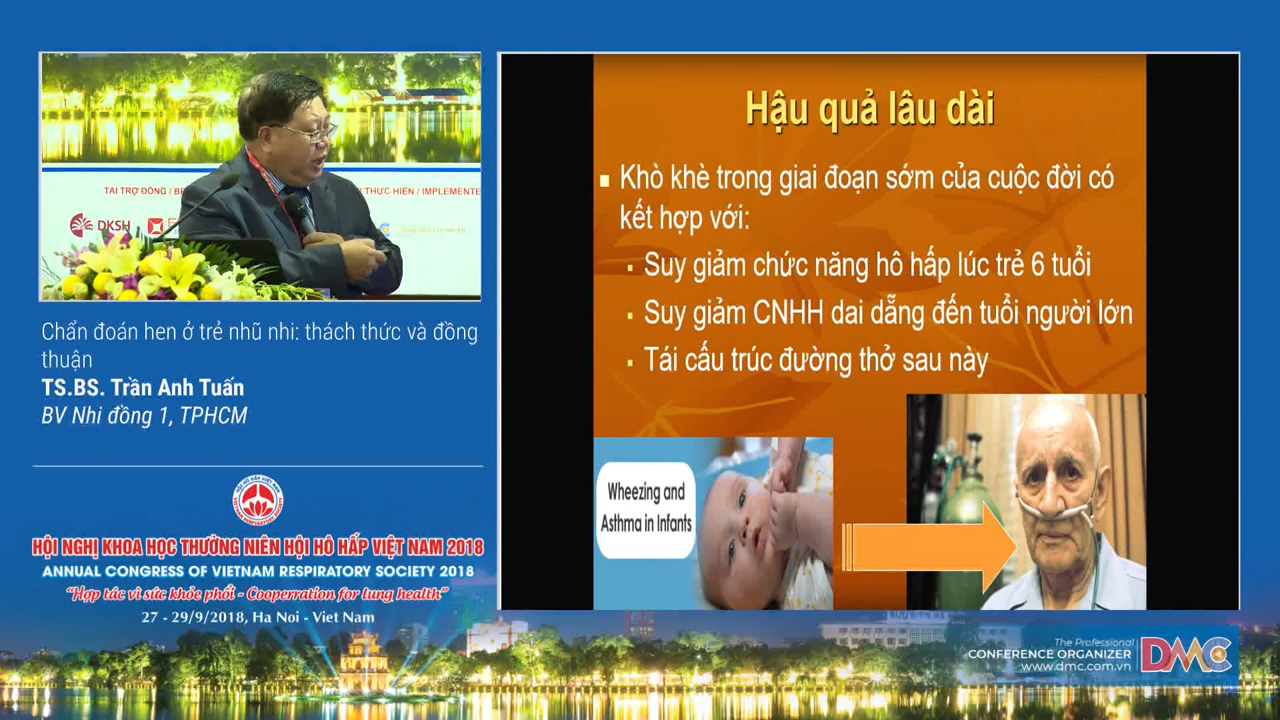 TAI TRỢ ĐỒNG / BR
THỰC HIỆN / IMPLEMENTE
DKSH
Chẩn đoán hen ở trẻ nhũ nhi: thách thức và đồng
thuận
TS.BS. Trần Anh Tuấn
BV Nhi đồng 1, TPHCM
HỘI NGHỊ KHOA HỌC THƯỜNG NIÊN HỘI HÔ HẤP VIỆT NAM 2018
ANNUAL CONGRESS OF VIETNAM RESPIRATORY SOCIETY 2018
"Hợp tác vì sức khỏe phổi - Cooperration for lung health"
27 - 29/9/2018, Ha Noi - Viet Nam
Hậu quả lâu dài
Khò khè trong giai đoạn sớm của cuộc đời có
kết hợp với:
Suy giảm chức năng hô hấp lúc trẻ 6 tuổi
Suy giảm CNHH dai dẳng đến tuổi người lớn
Tái cấu trúc đường thở sau này
Wheezing and
Asthma in Infants
The Professional
CONFERENCE ORGANIZER
www.dmc.com.vn
DMC